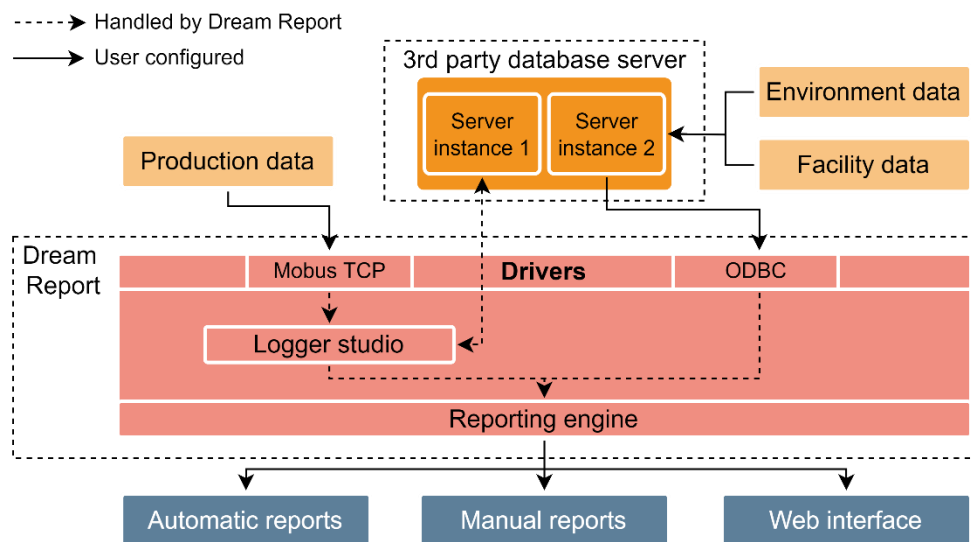 Handled by Dream Report
User configured
3rd party database server
Server
instance 1
Server
instance 2
Environment data
Facility data
Production data
Dream
Report
Mobus TCP
Drivers
ODBC
Logger studio
Reporting engine
Automatic reports
Manual reports
Web interface